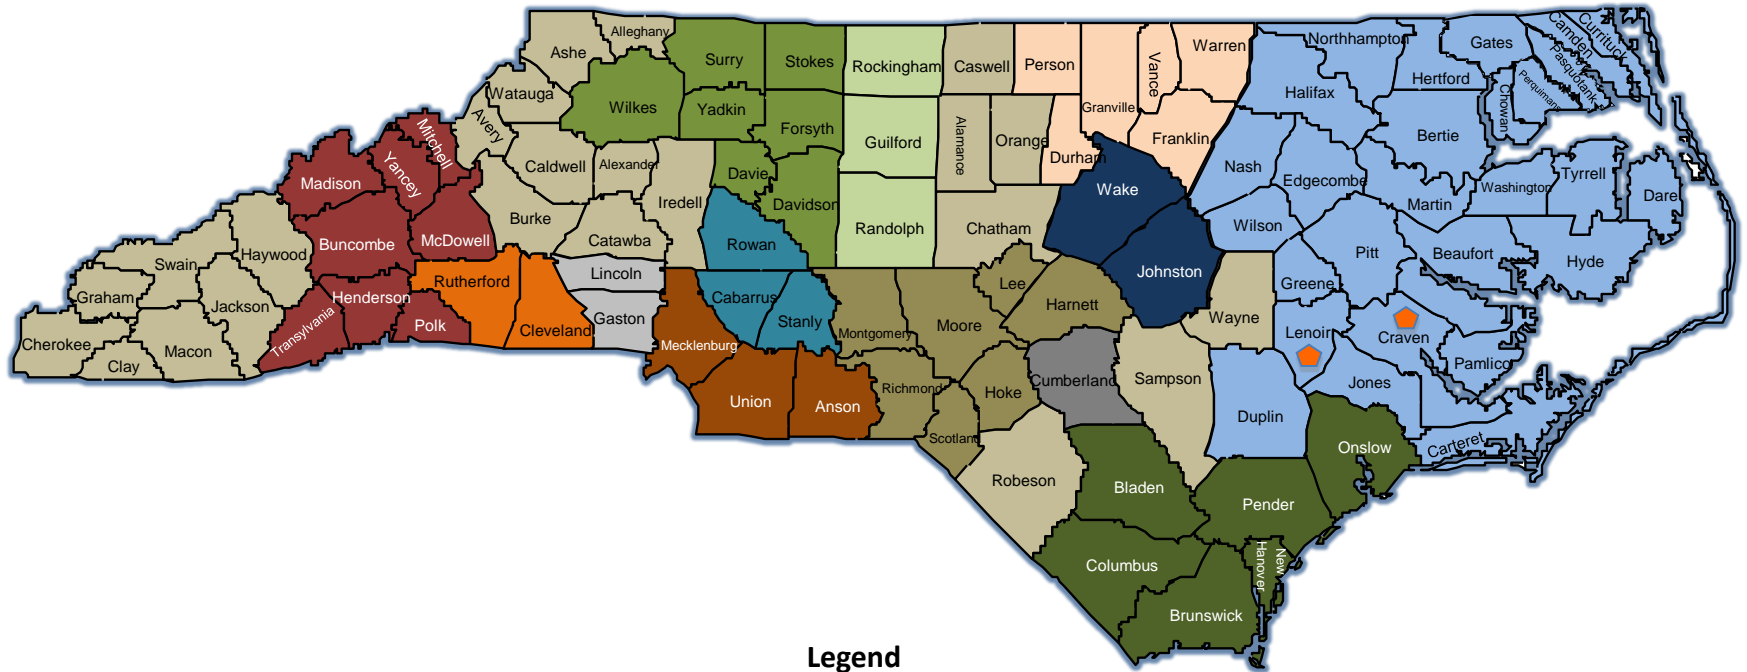 Alleghany
Ashe
Surry
Stokes
Rockingham
Caswell
Person
Vance
Warren
Northhampton
Gates
Camden
Currituck
Pasquotank
Perquimans
Watauga
Wilkes
Yadkin
Granville
Halifax
Hertford
Chowan
Mitchell
Avery
Forsyth
Guilford
Alamance
Orange
Durham
Franklin
Bertie
Yancey
Madison
Caldwell
Alexander
Davie
Wake
Nash
Edgecombe
Washington
Tyrrell
Dare
Burke
Iredell
Davidson
Martin
Buncombe
McDowell
Catawba
Rowan
Randolph
Chatham
Wilson
Pitt
Beaufort
Hyde
Haywood
Swain
Rutherford
Lincoln
Johnston
Lee
Greene
Graham
Jackson
Henderson
Cabarrus
Harnett
Transylvania
Polk
Cleveland
Gaston
Stanly
Montgomery
Moore
Wayne
Lenoir
Craven
Cherokee
Clay
Macon
Mecklenburg
Pamlico
Union
Anson
Richmond
Hoke
Cumberland
Sampson
Jones
Scotland
Duplin
Carteret
Onslow
Robeson
Bladen
Pender
Columbus
New
Hanover
Brunswick
Legend